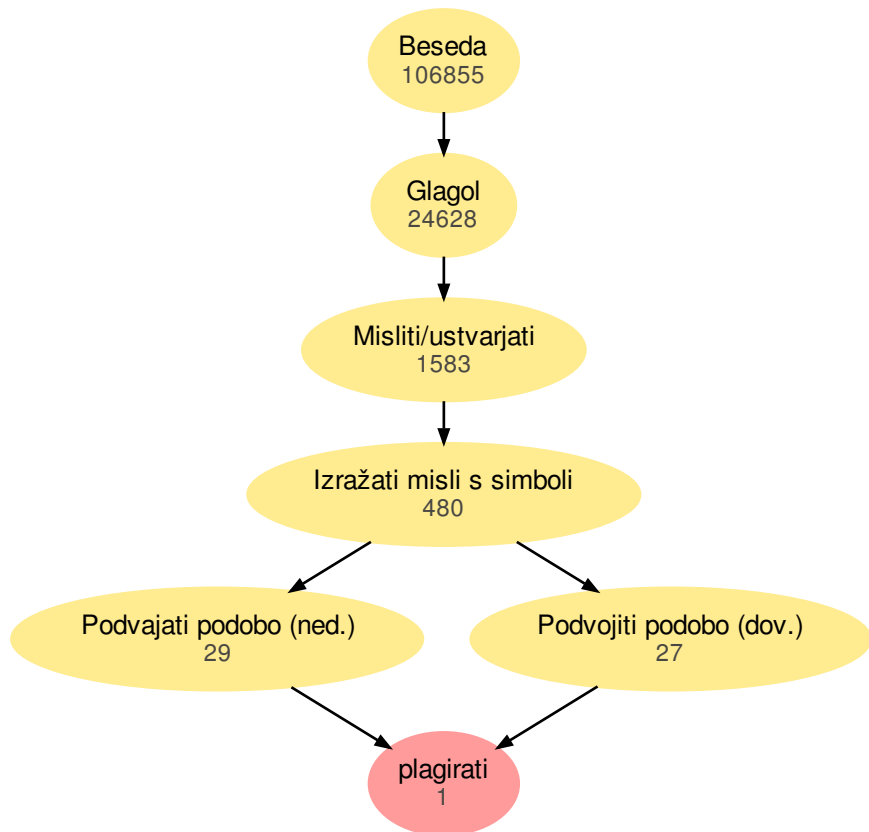 Beseda
106855
Glagol
24628
Misliti/ustvarjati
1583
Izražati misli s simboli
480
Podvajati podobo (ned.)
29
Podvojiti podobo (dov.)
27
plagirati
1